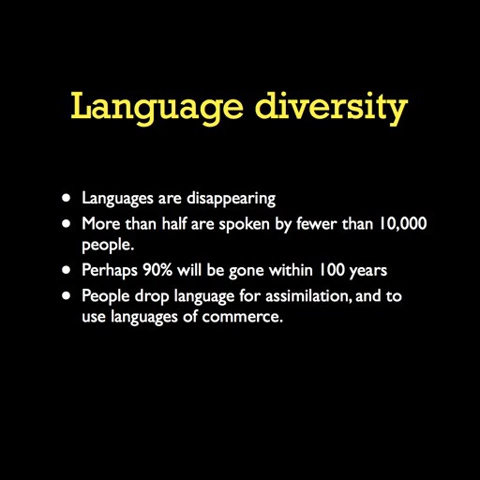 Language diversity
• Languages are disappearing
• More than half are spoken by fewer than 10,000
people.
• Perhaps 90% will be gone within 100 years
• People drop language for assimilation, and to
use languages of commerce.